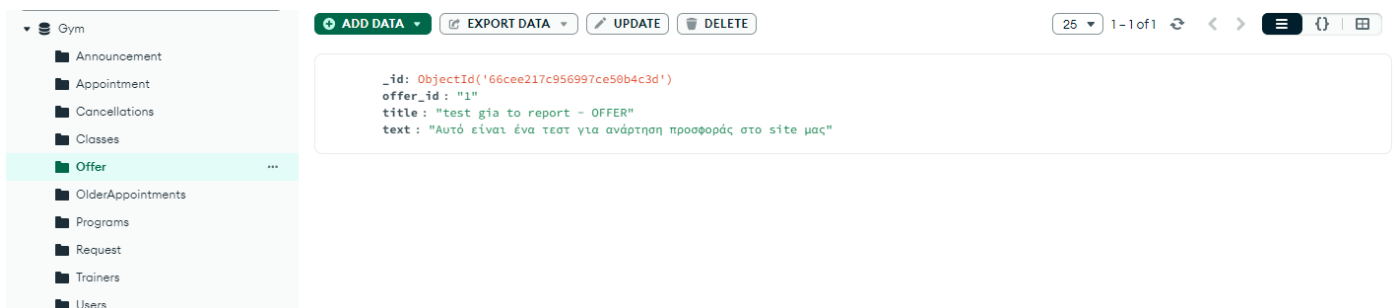 Gym
Announcement
Appointment
Cancellations
Classes
Offer
OlderAppointments
Programs
Request
Trainers
Users
ADD DATA EXPORT DATA UPDATE DELETE 25 1 – 1 of 1 {}
_id: ObjectId('66cee217c956997ce50b4c3d')
offer_id : "1"
title : "test gia to report - OFFER"
text : "Αυτό είναι ένα τεστ για ανάρτηση προσφοράς στο site μας"